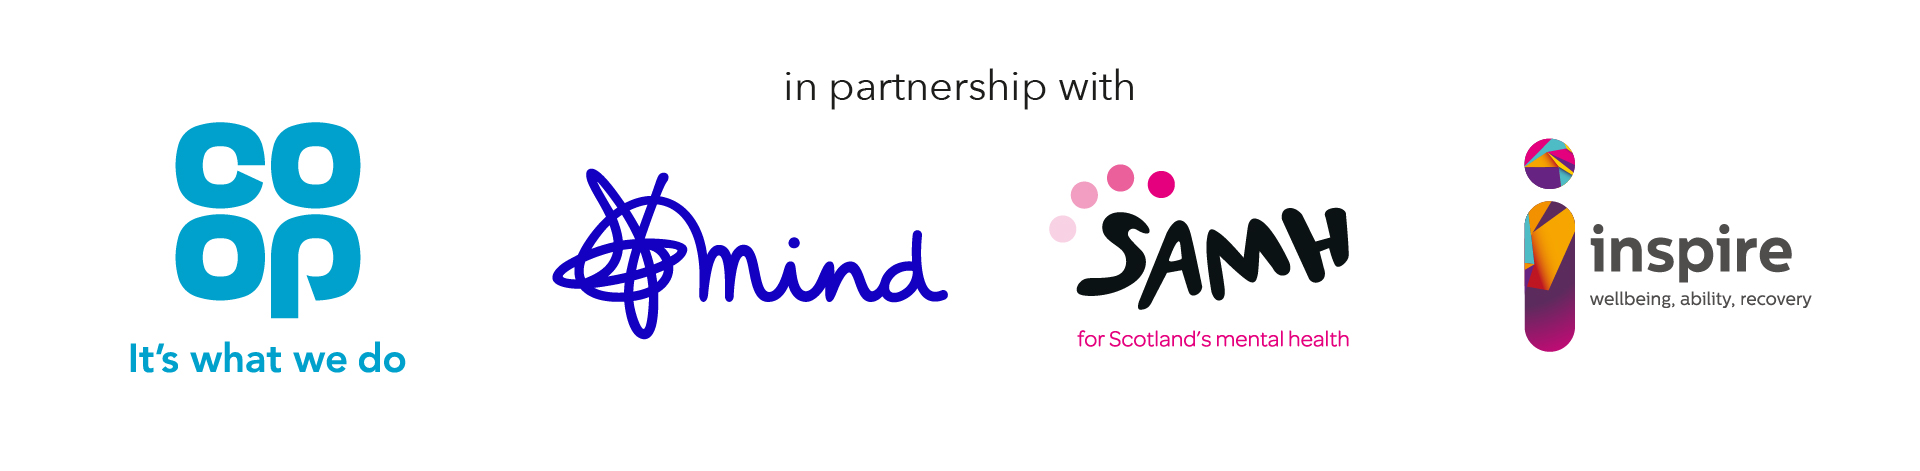 in partnership with
co
op
It's what we do
mind
SAMH
for Scotland's mental health
inspire
wellbeing, ability, recovery